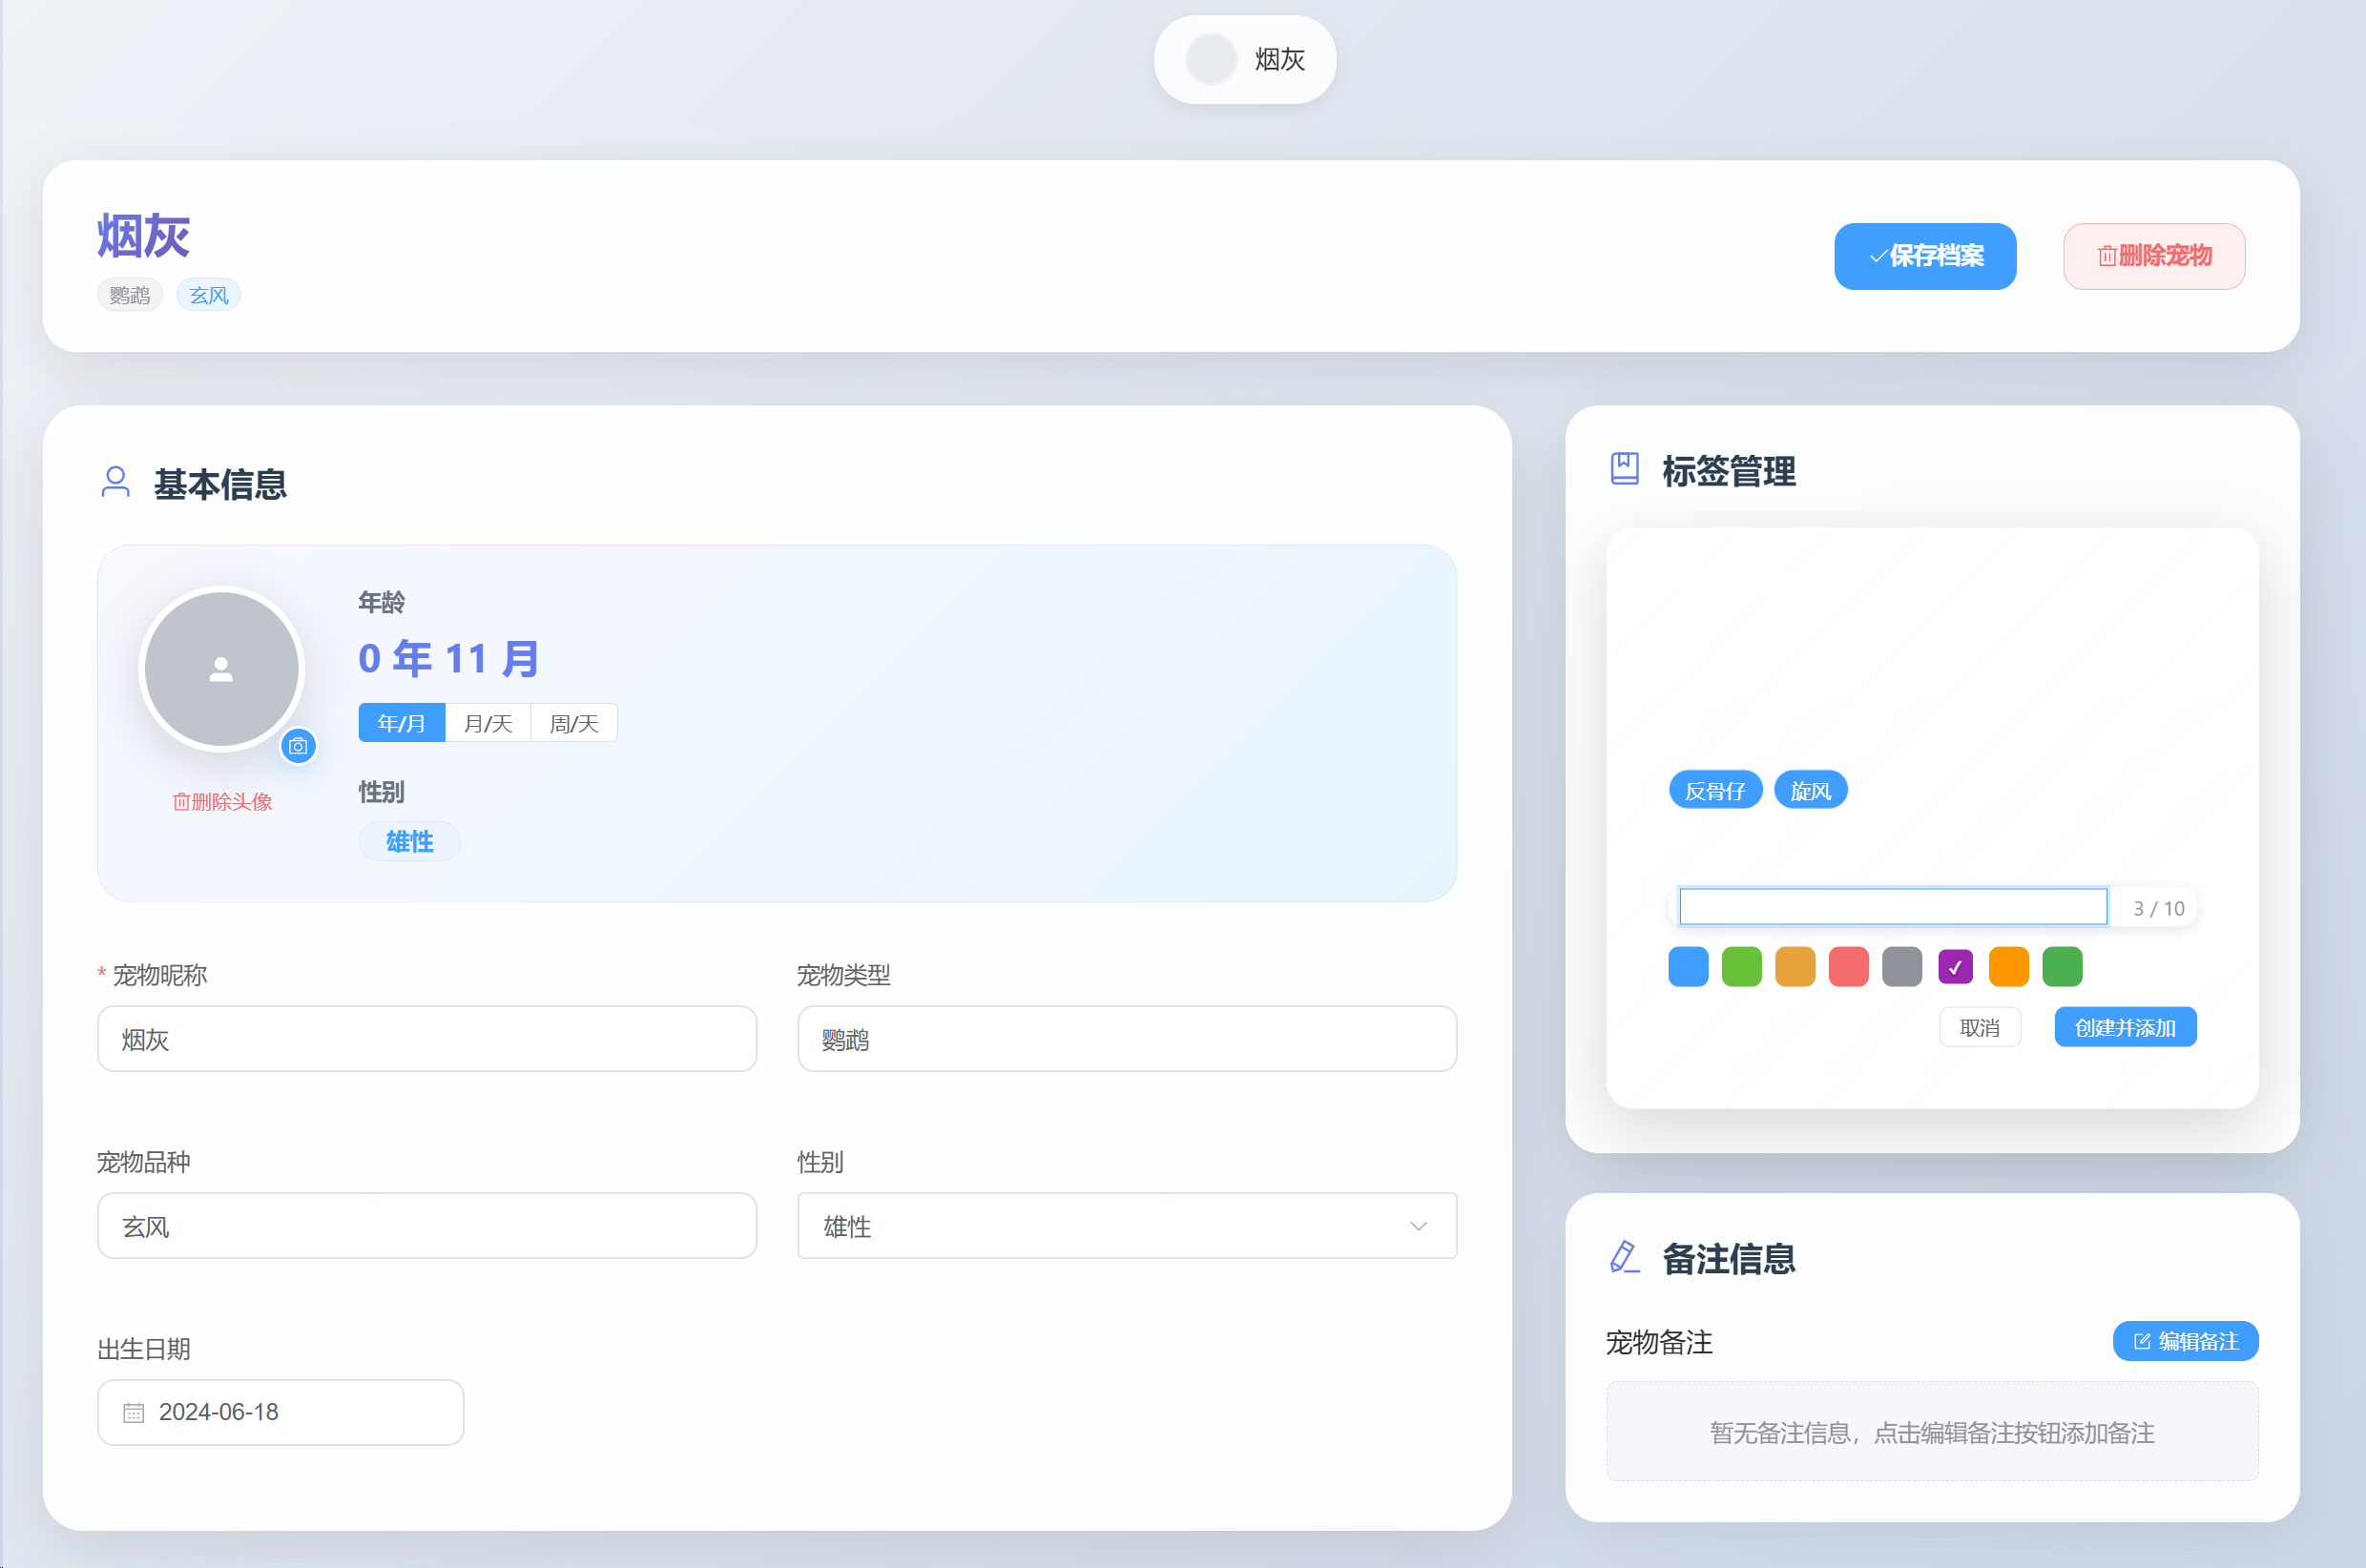 烟灰
烟灰
鹦鹉
玄风
保存档案
删除宠物
基本信息
年龄
0 年 11 月
年/月
月/天
周/天
删除头像
性别
雄性
* 宠物昵称
烟灰
宠物类型
鹦鹉
宠物品种
玄风
性别
雄性
出生日期
2024-06-18
标签管理
反骨仔
旋风
3 / 10
取消
创建并添加
备注信息
宠物备注
编辑备注
暂无备注信息，点击编辑备注按钮添加备注